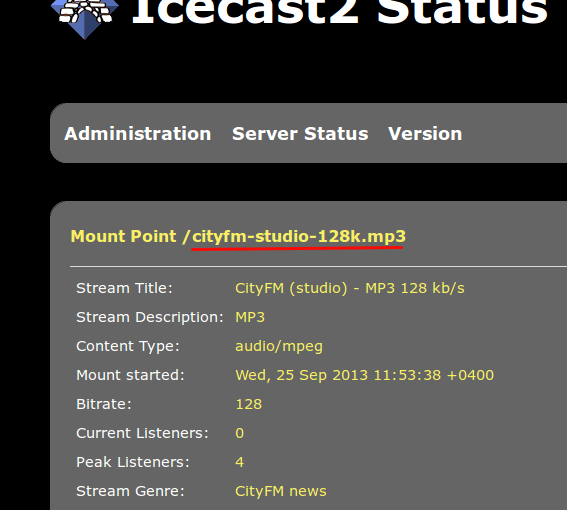 Icecast2 Status
Administration Server Status Version
Mount Point /cityfm-studio-128k.mp3
Stream Title: CityFM (studio) - MP3 128 kb/s
Stream Description: MP3
Content Type: audio/mpeg
Mount started: Wed, 25 Sep 2013 11:53:38 +0400
Bitrate: 128
Current Listeners: 0
Peak Listeners: 4
Stream Genre: CityFM news